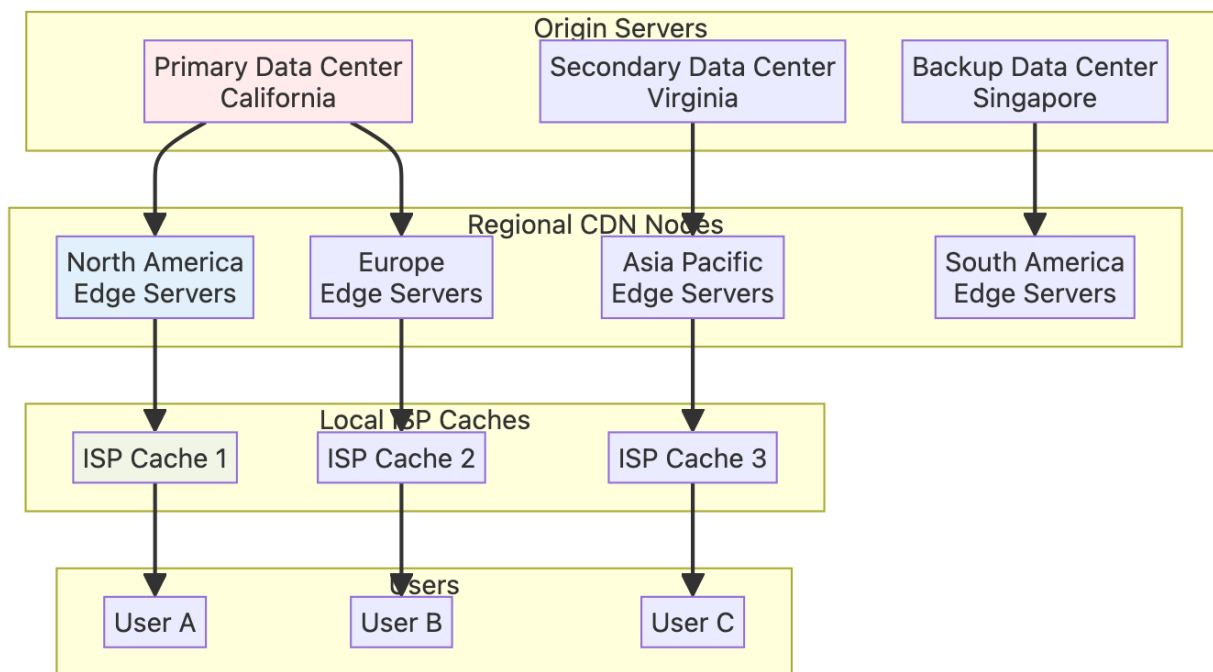 Origin Servers
Primary Data Center
California
Secondary Data Center
Virginia
Backup Data Center
Singapore
Regional CDN Nodes
North America
Edge Servers
Europe
Edge Servers
Asia Pacific
Edge Servers
South America
Edge Servers
Local ISP Caches
ISP Cache 1
ISP Cache 2
ISP Cache 3
Users
User A
User B
User C